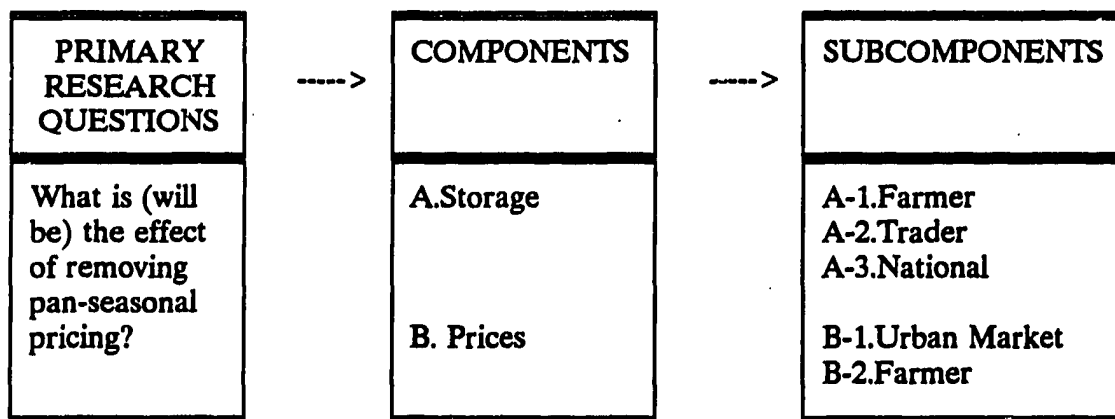 PRIMARY
RESEARCH
QUESTIONS
----->
COMPONENTS
----->
SUBCOMPONENTS
What is (will
be) the effect
of removing
pan-seasonal
pricing?
A.Storage
B. Prices
A-1.Farmer
A-2.Trader
A-3.National
B-1.Urban Market
B-2.Farmer